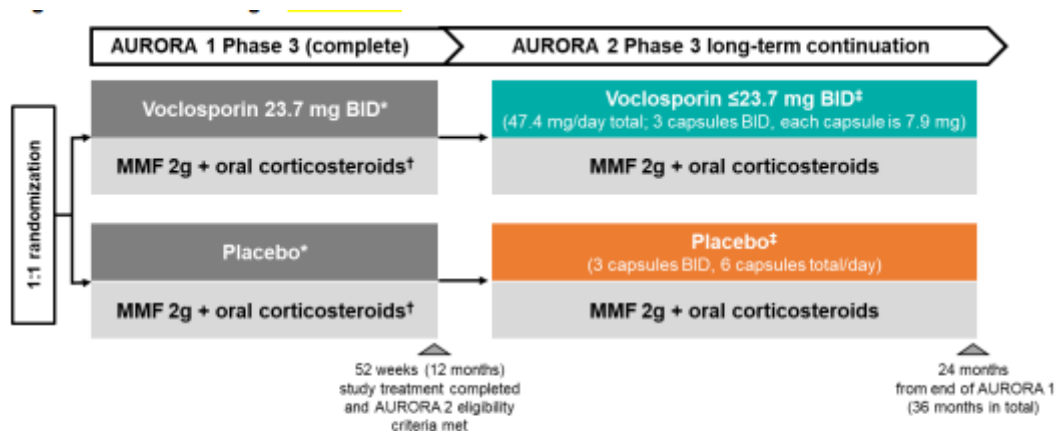 AURORA 1 Phase 3 (complete)
AURORA 2 Phase 3 long-term continuation
1:1 randomization
Voclosporin 23.7 mg BID*
MMF 2g + oral corticosteroids†
Voclosporin ≤23.7 mg BID‡
(47.4 mg/day total; 3 capsules BID, each capsule is 7.9 mg)
MMF 2g + oral corticosteroids
Placebo*
MMF 2g + oral corticosteroids†
Placebo‡
(3 capsules BID, 6 capsules total/day)
MMF 2g + oral corticosteroids
52 weeks (12 months)
study treatment completed
and AURORA 2 eligibility
criteria met
24 months
from end of AURORA 1
(36 months in total)